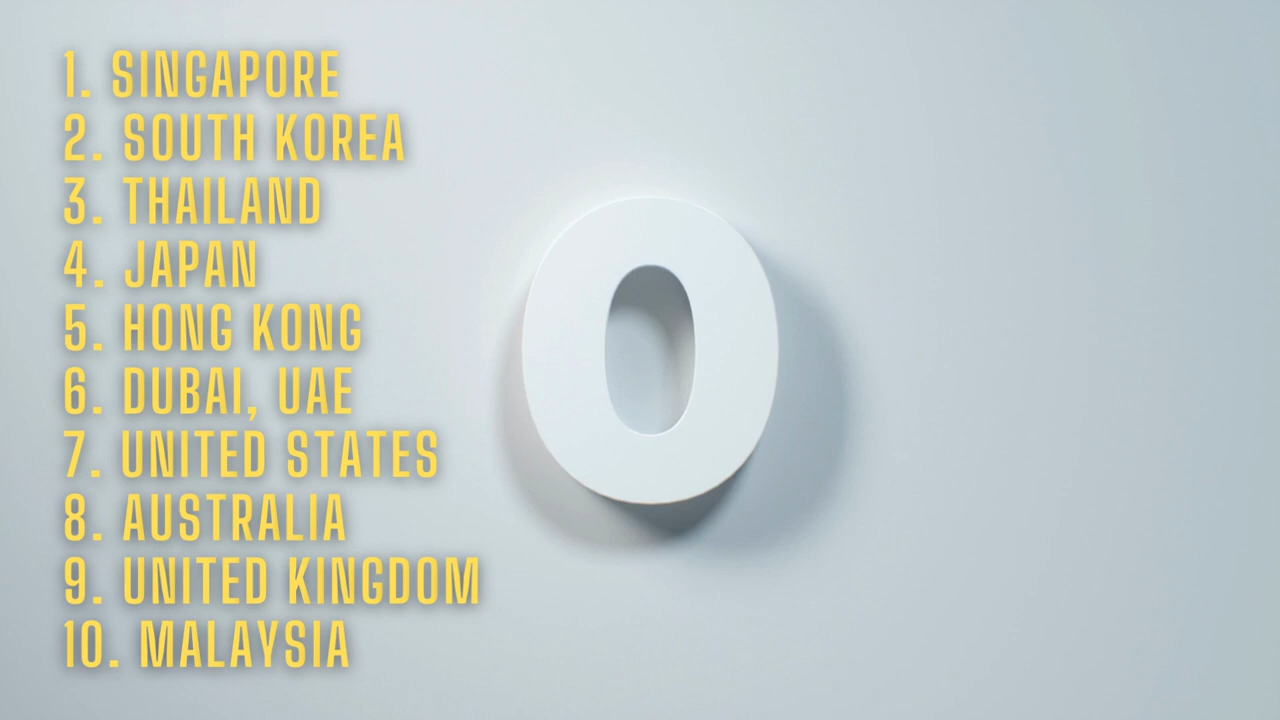 1. SINGAPORE
2. SOUTH KOREA
3. THAILAND
4. JAPAN
5. HONG KONG
6. DUBAI, UAE
7. UNITED STATES
8. AUSTRALIA
9. UNITED KINGDOM
10. MALAYSIA
0